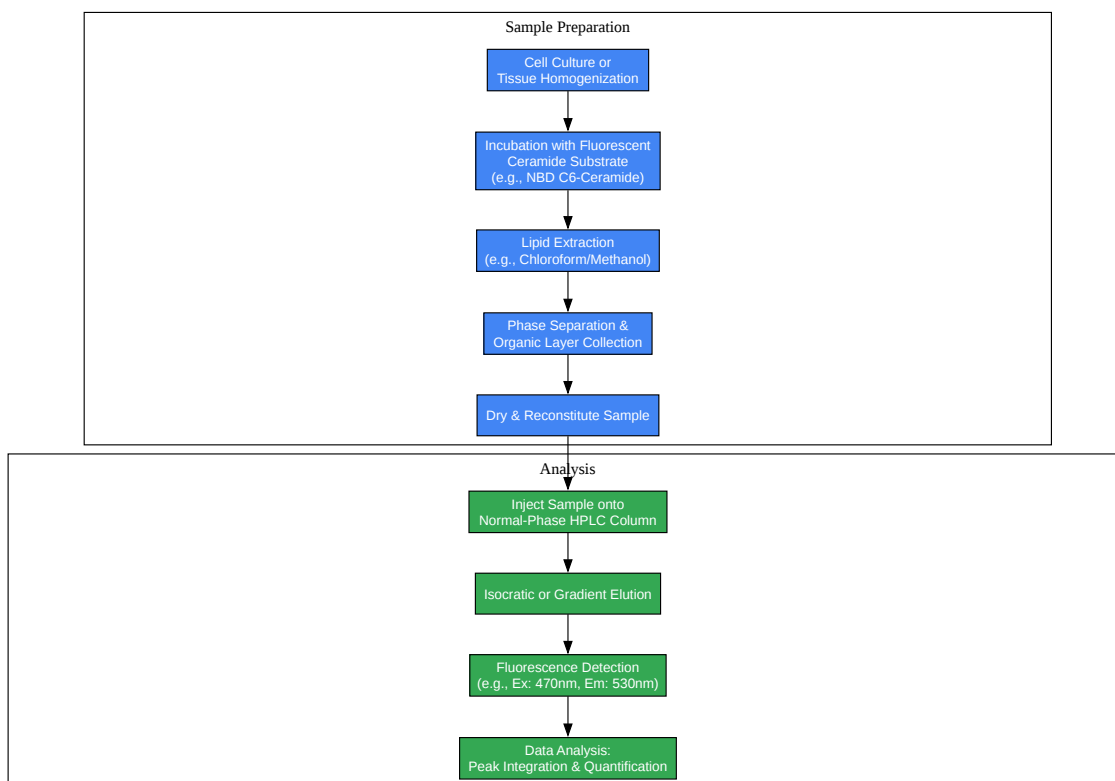 Sample Preparation
Cell Culture or
Tissue Homogenization
Incubation with Fluorescent
Ceramide Substrate
(e.g., NBD C6-Ceramide)
Lipid Extraction
(e.g., Chloroform/Methanol)
Phase Separation &
Organic Layer Collection
Dry & Reconstitute Sample
Analysis
Inject Sample onto
Normal-Phase HPLC Column
Isocratic or Gradient Elution
Fluorescence Detection
(e.g., Ex: 470nm, Em: 530nm)
Data Analysis:
Peak Integration & Quantification